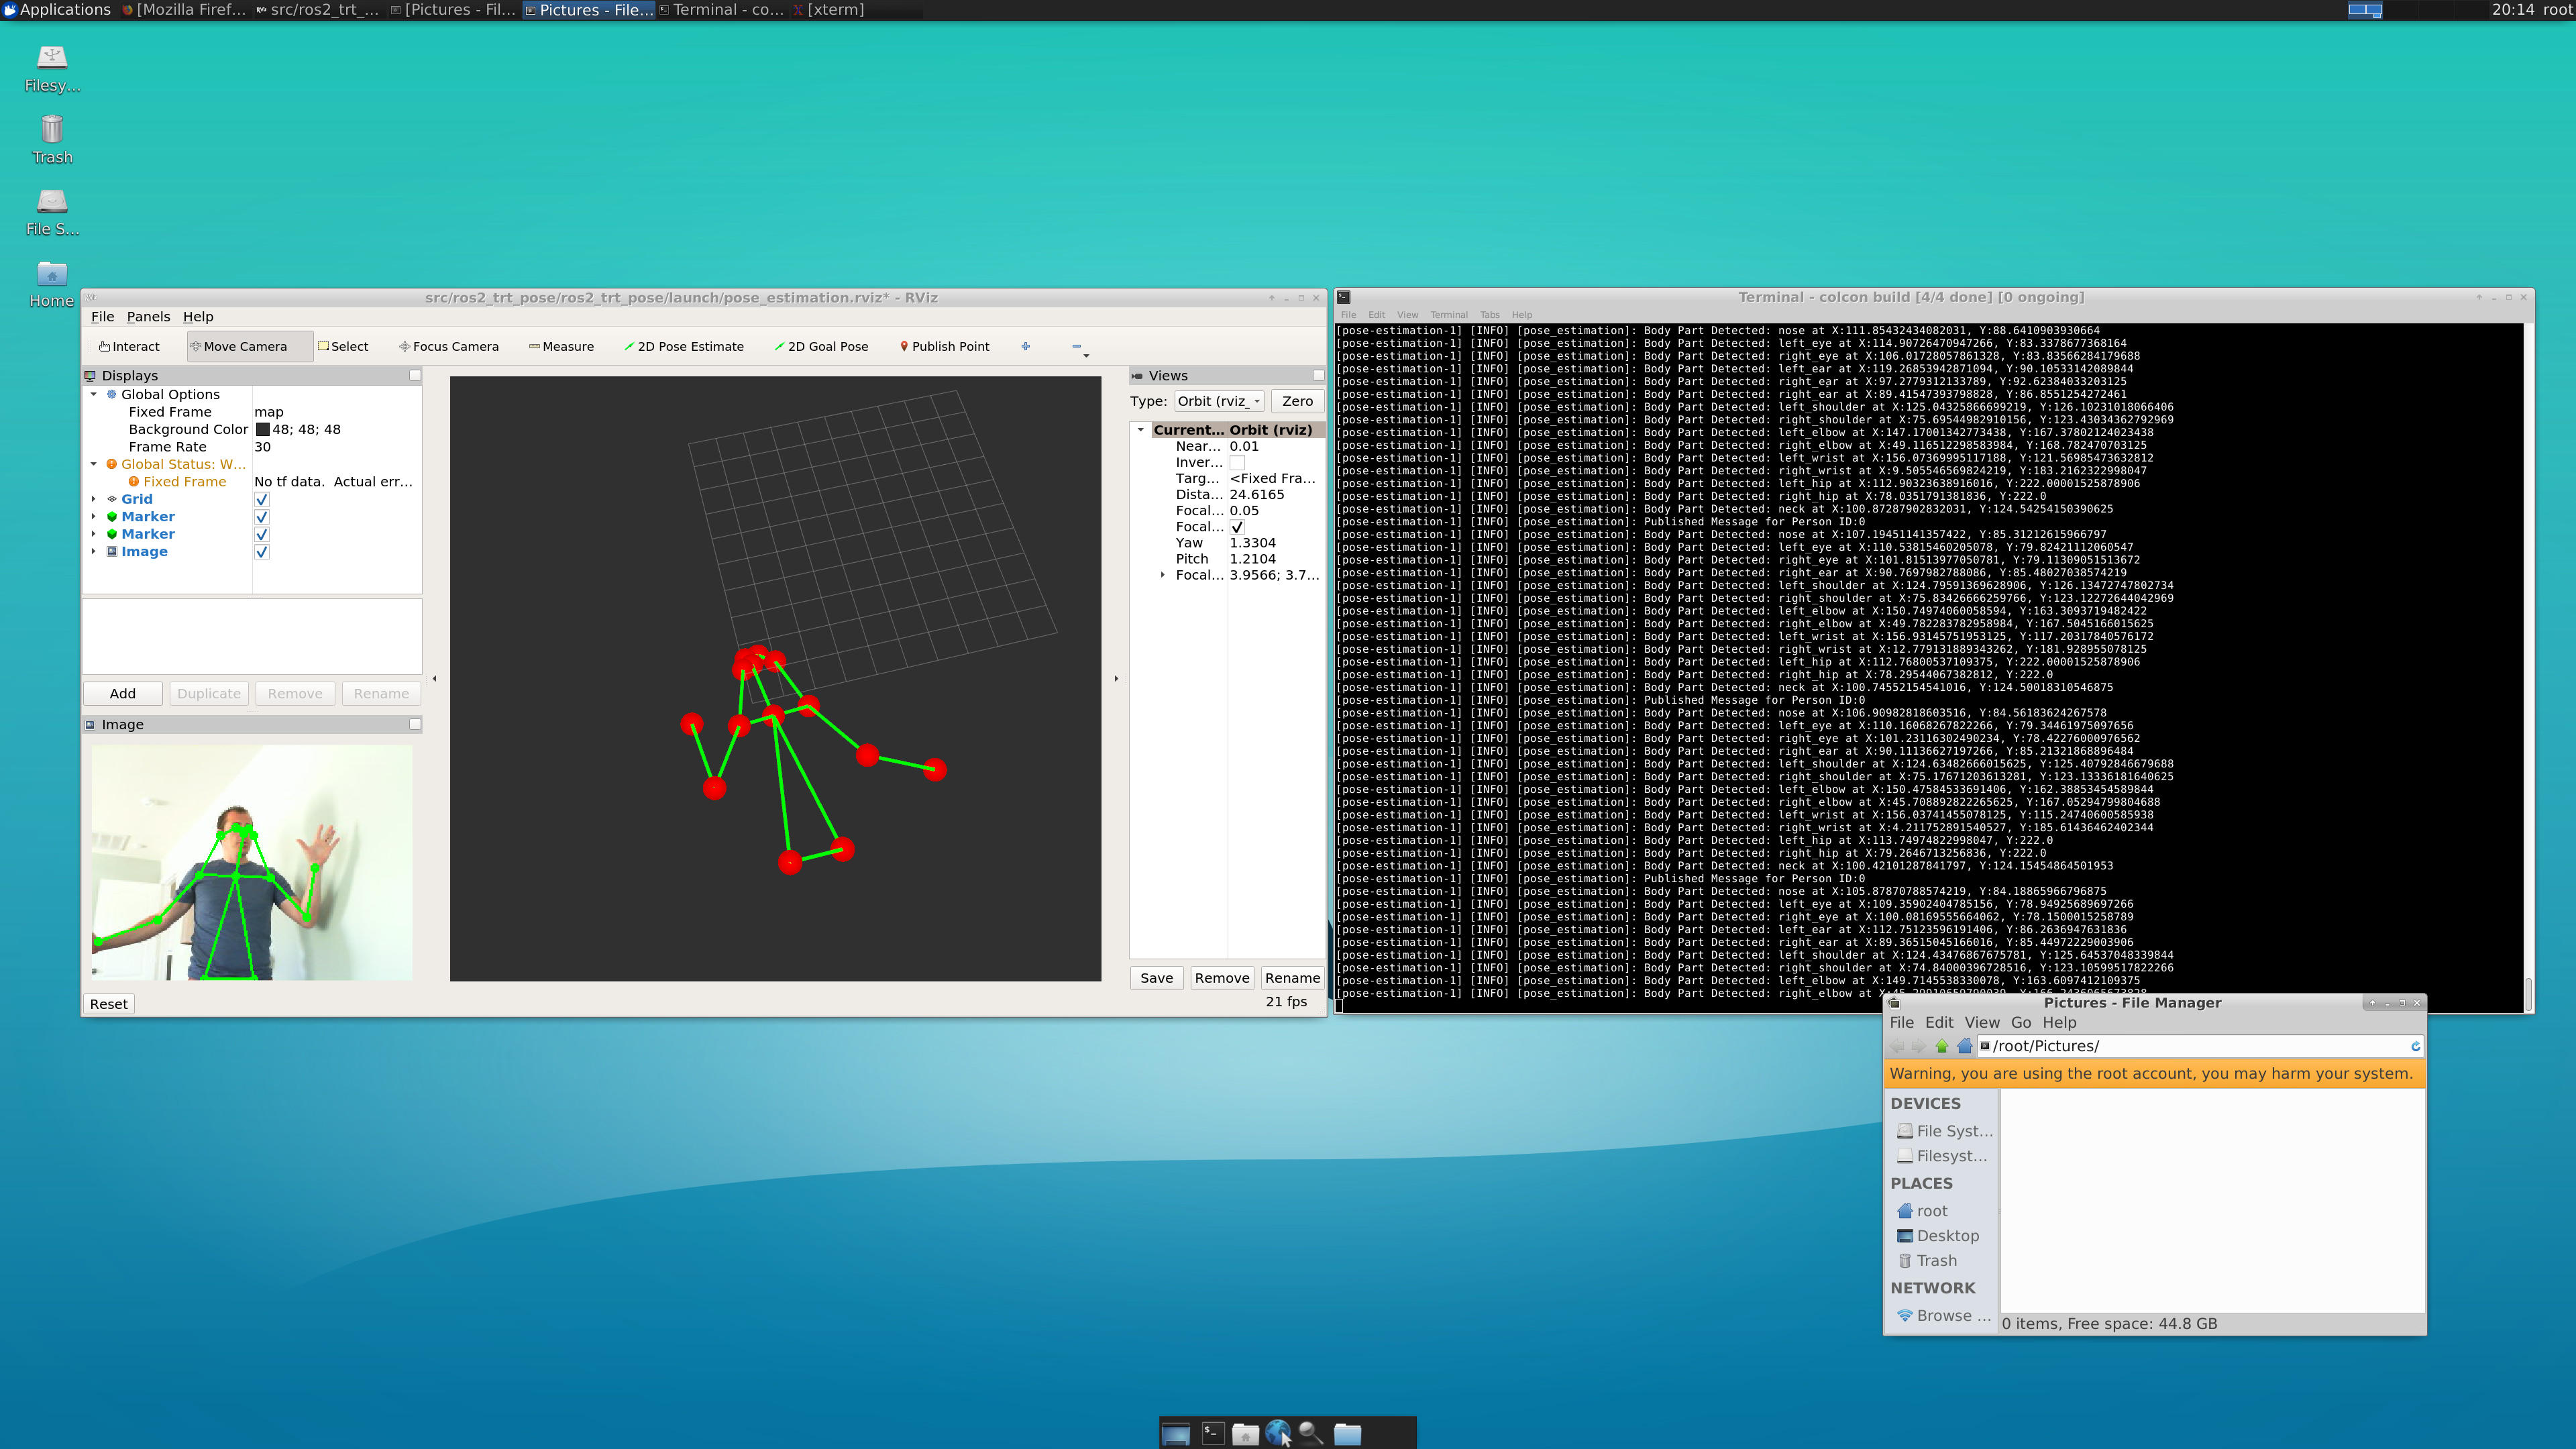 Applications [Mozilla Firef... src/ros2_trt_... [Pictures - Fil... Pictures - File... Terminal - co... [xterm] 20:14 root
Filesy...
Trash
File S...
Home
src/ros2_trt_pose/ros2_trt_pose/launch/pose_estimation.rviz* - RViz
File Panels Help
Interact Move Camera Select Focus Camera Measure 2D Pose Estimate 2D Goal Pose Publish Point
Displays
Global Options
Fixed Frame map
Background Color 48; 48; 48
Frame Rate 30
Global Status: W...
Fixed Frame No tf data. Actual err...
Grid
Marker
Marker
Image
Add Duplicate Remove Rename
Image
Reset
Views
Type: Orbit (rviz_ Zero
Current... Orbit (rviz)
Near... 0.01
Inver...
Targ... <Fixed Fra...
Dista... 24.6165
Focal... 0.05
Focal...
Yaw 1.3304
Pitch 1.2104
Focal... 3.9566; 3.7...
Save Remove Rename
21 fps
Terminal - colcon build [4/4 done] [0 ongoing]
File Edit View Terminal Tabs Help
[pose-estimation-1] [INFO] [pose_estimation]: Body Part Detected: nose at X:111.85432434082031, Y:88.6410903930664
[pose-estimation-1] [INFO] [pose_estimation]: Body Part Detected: left_eye at X:114.90726470947266, Y:83.3378677368164
[pose-estimation-1] [INFO] [pose_estimation]: Body Part Detected: right_eye at X:106.01728057861328, Y:83.83566284179688
[pose-estimation-1] [INFO] [pose_estimation]: Body Part Detected: left_ear at X:119.26853942871094, Y:90.10533142089844
[pose-estimation-1] [INFO] [pose_estimation]: Body Part Detected: right_ear at X:97.2779312133789, Y:92.62384033203125
[pose-estimation-1] [INFO] [pose_estimation]: Body Part Detected: right_ear at X:89.41547393798828, Y:86.8551254272461
[pose-estimation-1] [INFO] [pose_estimation]: Body Part Detected: left_shoulder at X:125.04325866699219, Y:126.10231018066406
[pose-estimation-1] [INFO] [pose_estimation]: Body Part Detected: right_shoulder at X:75.69544982910156, Y:123.43034362792969
[pose-estimation-1] [INFO] [pose_estimation]: Body Part Detected: left_elbow at X:147.17001342773438, Y:167.37802124023438
[pose-estimation-1] [INFO] [pose_estimation]: Body Part Detected: right_elbow at X:49.116512298583984, Y:168.7824707703125
[pose-estimation-1] [INFO] [pose_estimation]: Body Part Detected: left_wrist at X:156.07369995117188, Y:121.56985473632812
[pose-estimation-1] [INFO] [pose_estimation]: Body Part Detected: right_wrist at X:9.505546569824219, Y:183.2162322998047
[pose-estimation-1] [INFO] [pose_estimation]: Body Part Detected: left_hip at X:112.90323638916016, Y:222.00001525878906
[pose-estimation-1] [INFO] [pose_estimation]: Body Part Detected: right_hip at X:78.0351791381836, Y:222.0
[pose-estimation-1] [INFO] [pose_estimation]: Body Part Detected: neck at X:100.87287902832031, Y:124.54254150390625
[pose-estimation-1] [INFO] [pose_estimation]: Published Message for Person ID:0
[pose-estimation-1] [INFO] [pose_estimation]: Body Part Detected: nose at X:107.19451141357422, Y:85.31212615966797
[pose-estimation-1] [INFO] [pose_estimation]: Body Part Detected: left_eye at X:110.53815460205078, Y:79.82421112060547
[pose-estimation-1] [INFO] [pose_estimation]: Body Part Detected: right_eye at X:101.81513977050781, Y:79.11309051513672
[pose-estimation-1] [INFO] [pose_estimation]: Body Part Detected: right_ear at X:90.7697982788086, Y:85.48027038574219
[pose-estimation-1] [INFO] [pose_estimation]: Body Part Detected: left_shoulder at X:124.79591369628906, Y:126.13472747802734
[pose-estimation-1] [INFO] [pose_estimation]: Body Part Detected: right_shoulder at X:75.83426666259766, Y:123.12272644042969
[pose-estimation-1] [INFO] [pose_estimation]: Body Part Detected: left_elbow at X:150.74974060058594, Y:163.3093719482422
[pose-estimation-1] [INFO] [pose_estimation]: Body Part Detected: right_elbow at X:49.782283782958984, Y:167.5045166015625
[pose-estimation-1] [INFO] [pose_estimation]: Body Part Detected: left_wrist at X:156.93145751953125, Y:117.20317840576172
[pose-estimation-1] [INFO] [pose_estimation]: Body Part Detected: right_wrist at X:12.779131889343262, Y:181.928955078125
[pose-estimation-1] [INFO] [pose_estimation]: Body Part Detected: left_hip at X:112.76800537109375, Y:222.00001525878906
[pose-estimation-1] [INFO] [pose_estimation]: Body Part Detected: right_hip at X:78.29544067382812, Y:222.0
[pose-estimation-1] [INFO] [pose_estimation]: Body Part Detected: neck at X:100.74552154541016, Y:124.50018310546875
[pose-estimation-1] [INFO] [pose_estimation]: Published Message for Person ID:0
[pose-estimation-1] [INFO] [pose_estimation]: Body Part Detected: nose at X:106.90982818603516, Y:84.56183624267578
[pose-estimation-1] [INFO] [pose_estimation]: Body Part Detected: left_eye at X:110.16068267822266, Y:79.34461975097656
[pose-estimation-1] [INFO] [pose_estimation]: Body Part Detected: right_eye at X:101.23116302490234, Y:78.42276000976562
[pose-estimation-1] [INFO] [pose_estimation]: Body Part Detected: right_ear at X:90.11136627197266, Y:85.21321868896484
[pose-estimation-1] [INFO] [pose_estimation]: Body Part Detected: left_shoulder at X:124.63482666015625, Y:125.40792846679688
[pose-estimation-1] [INFO] [pose_estimation]: Body Part Detected: right_shoulder at X:75.17671203613281, Y:123.13336181640625
[pose-estimation-1] [INFO] [pose_estimation]: Body Part Detected: left_elbow at X:150.47584533691406, Y:162.38853454589844
[pose-estimation-1] [INFO] [pose_estimation]: Body Part Detected: right_elbow at X:45.708892822265625, Y:167.05294799804688
[pose-estimation-1] [INFO] [pose_estimation]: Body Part Detected: left_wrist at X:156.03741455078125, Y:115.24740600585938
[pose-estimation-1] [INFO] [pose_estimation]: Body Part Detected: right_wrist at X:4.211752891540527, Y:185.61436462402344
[pose-estimation-1] [INFO] [pose_estimation]: Body Part Detected: left_hip at X:113.74974822998047, Y:222.0
[pose-estimation-1] [INFO] [pose_estimation]: Body Part Detected: right_hip at X:79.2646713256836, Y:222.0
[pose-estimation-1] [INFO] [pose_estimation]: Body Part Detected: neck at X:100.42101287841797, Y:124.15454864501953
[pose-estimation-1] [INFO] [pose_estimation]: Published Message for Person ID:0
[pose-estimation-1] [INFO] [pose_estimation]: Body Part Detected: nose at X:105.87870788574219, Y:84.18865966796875
[pose-estimation-1] [INFO] [pose_estimation]: Body Part Detected: left_eye at X:109.35902404785156, Y:78.94925689697266
[pose-estimation-1] [INFO] [pose_estimation]: Body Part Detected: right_eye at X:100.08169555664062, Y:78.1500015258789
[pose-estimation-1] [INFO] [pose_estimation]: Body Part Detected: left_ear at X:112.75123596191406, Y:86.2636947631836
[pose-estimation-1] [INFO] [pose_estimation]: Body Part Detected: right_ear at X:89.36515045166016, Y:85.44972229003906
[pose-estimation-1] [INFO] [pose_estimation]: Body Part Detected: left_shoulder at X:124.43476867675781, Y:125.64537048339844
[pose-estimation-1] [INFO] [pose_estimation]: Body Part Detected: right_shoulder at X:74.84000396728516, Y:123.10599517822266
[pose-estimation-1] [INFO] [pose_estimation]: Body Part Detected: left_elbow at X:149.7145538330078, Y:163.6097412109375
[pose-estimation-1] [INFO] [pose_estimation]: Body Part Detected: right_elbow at
Pictures - File Manager
File Edit View Go Help
/root/Pictures/
Warning, you are using the root account, you may harm your system.
DEVICES
File Syst...
Filesyst...
PLACES
root
Desktop
Trash
NETWORK
Browse ...
0 items, Free space: 44.8 GB